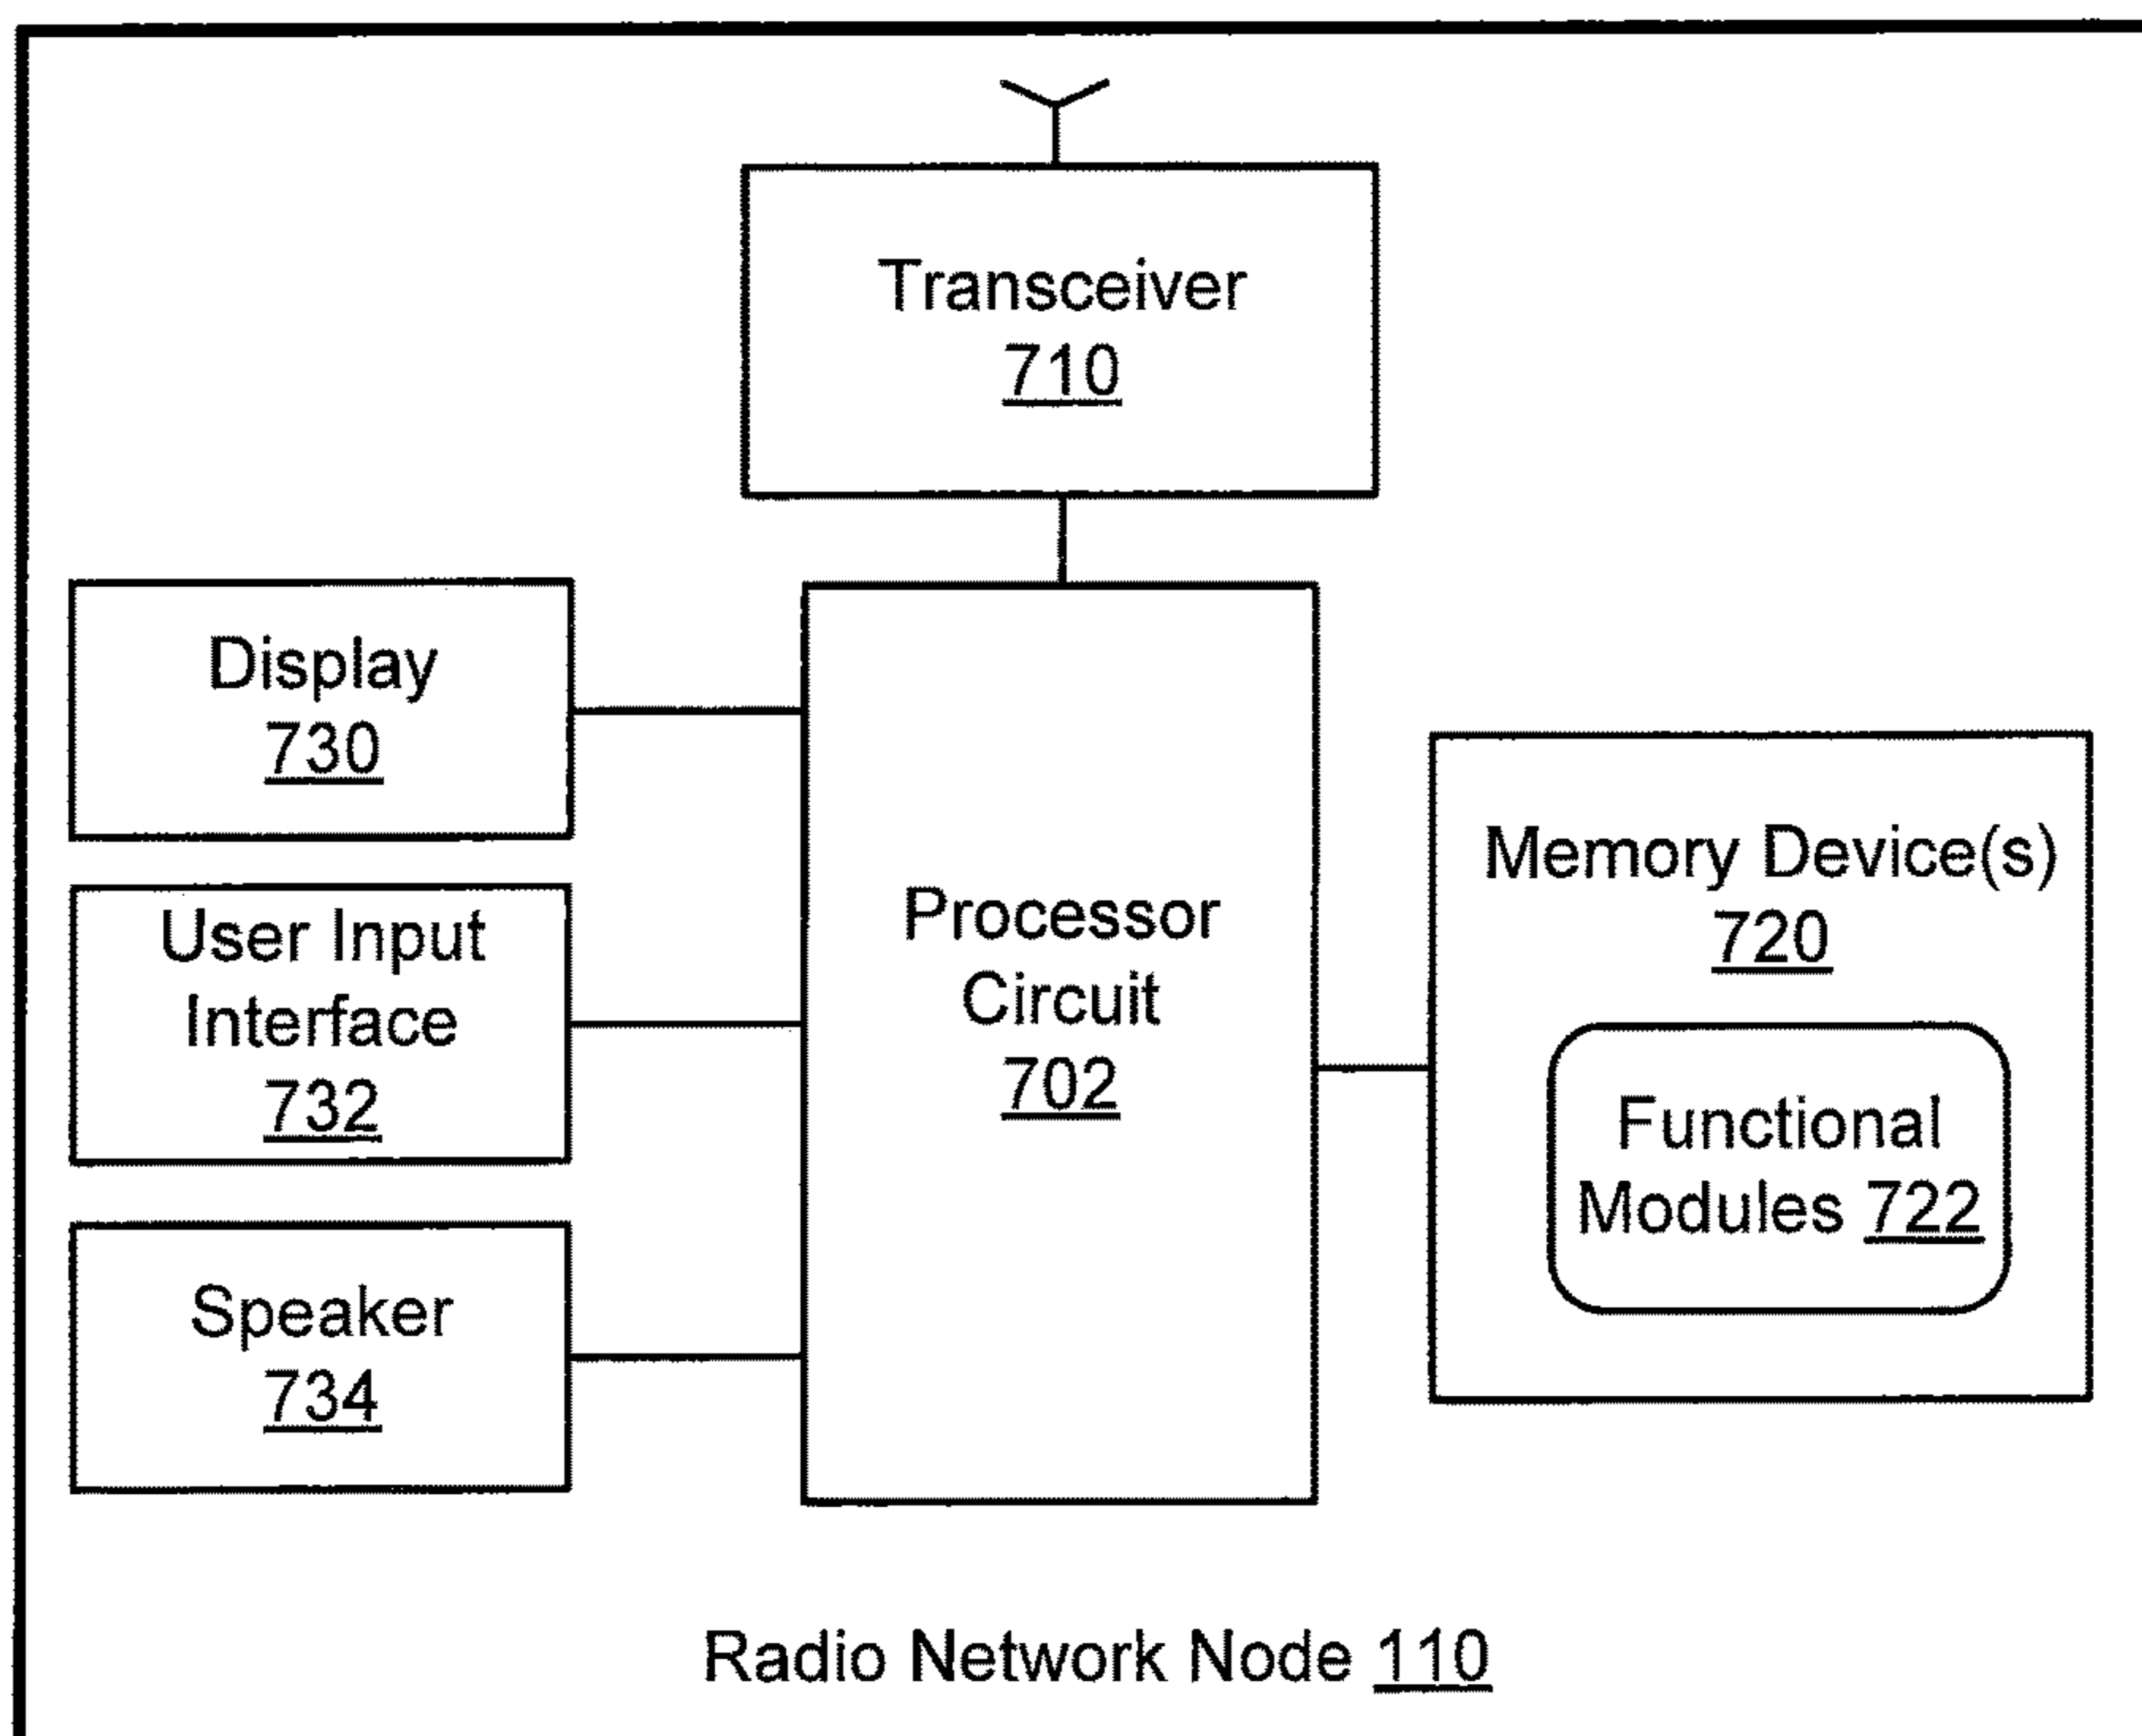 Transceiver
710
Display
730
User Input
Interface
732
Speaker
734
Processor
Circuit
702
Memory Device(s)
720
Functional
Modules 722
Radio Network Node 110